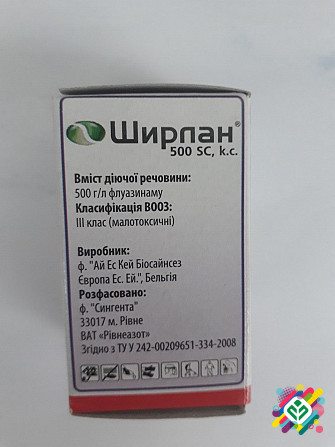 Ширлан®
500 SC, к.с.
Вміст діючої речовини:
500 г/л флуазинаму
Класифікація ВООЗ:
III клас (малотоксичні)
Виробник:
ф. "Ай Ес Кей Біосайнсез
Європа Ес. Ей.", Бельгія
Розфасовано:
ф. "Сингента"
33017 м. Рівне
ВАТ «Рівнеазот»
Згідно з ТУ У 242-00209651-334-2008